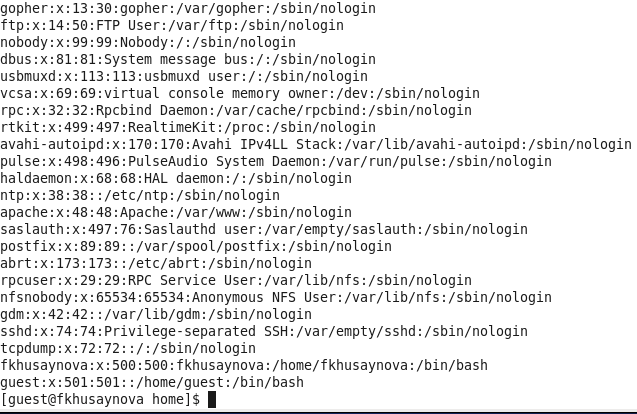 gopher:x:13:30:gopher:/var/gopher:/sbin/nologin
ftp:x:14:50:FTP User:/var/ftp:/sbin/nologin
nobody:x:99:99:Nobody:/:/sbin/nologin
dbus:x:81:81:System message bus:/:/sbin/nologin
usbmuxd:x:113:113:usbmuxd user:/:/sbin/nologin
vcsa:x:69:69:virtual console memory owner:/dev:/sbin/nologin
rpc:x:32:32:Rpcbind Daemon:/var/cache/rpcbind:/sbin/nologin
rtkit:x:499:497:RealtimeKit:/proc:/sbin/nologin
avahi-autoipd:x:170:170:Avahi IPv4LL Stack:/var/lib/avahi-autoipd:/sbin/nologin
pulse:x:498:496:PulseAudio System Daemon:/var/run/pulse:/sbin/nologin
haldaemon:x:68:68:HAL daemon:/:/sbin/nologin
ntp:x:38:38::/etc/ntp:/sbin/nologin
apache:x:48:48:Apache:/var/www:/sbin/nologin
saslauth:x:497:76:Saslauthd user:/var/empty/saslauth:/sbin/nologin
postfix:x:89:89::/var/spool/postfix:/sbin/nologin
abrt:x:173:173::/etc/abrt:/sbin/nologin
rpcuser:x:29:29:RPC Service User:/var/lib/nfs:/sbin/nologin
nfsnobody:x:65534:65534:Anonymous NFS User:/var/lib/nfs:/sbin/nologin
gdm:x:42:42::/var/lib/gdm:/sbin/nologin
sshd:x:74:74:Privilege-separated SSH:/var/empty/sshd:/sbin/nologin
tcpdump:x:72:72::/:/sbin/nologin
fkhusaynova:x:500:500:fkhusaynova:/home/fkhusaynova:/bin/bash
guest:x:501:501::/home/guest:/bin/bash
[guest@fkhusaynova home]$